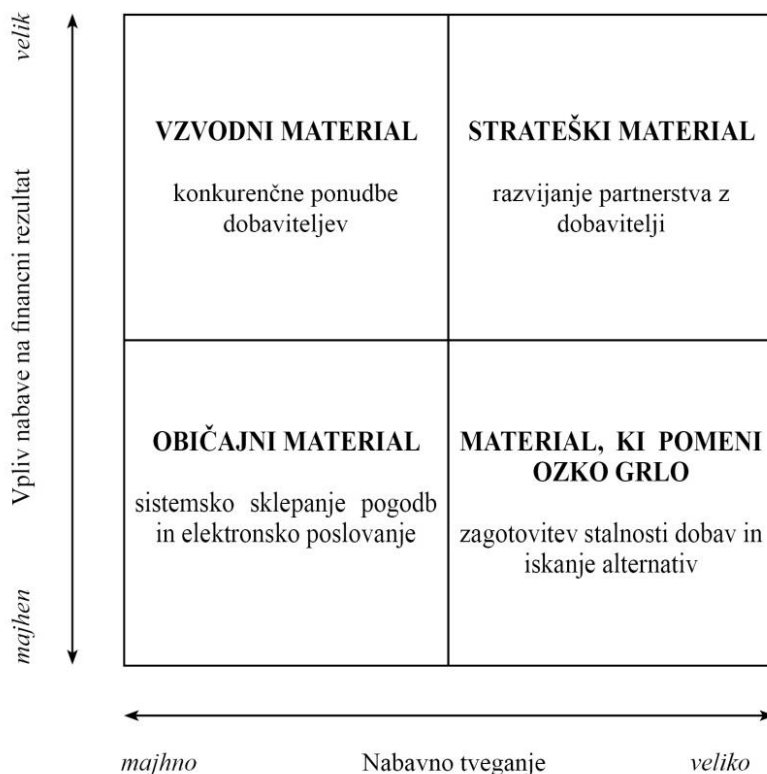 velik
Vpliv nabave na financni rezultat
majhen
VZVODNI MATERIAL
konkurenčne ponudbe
dobaviteljev
STRATEŠKI MATERIAL
razvijanje partnerstva z
dobavitelji
OBIČAJNI MATERIAL
sistemsko sklepanje pogodb
in elektronsko poslovanje
MATERIAL, KI POMENI
OZKO GRLO
zagotovitev stalnosti dobav in
iskanje alternativ
majhno
Nabavno tveganje
veliko